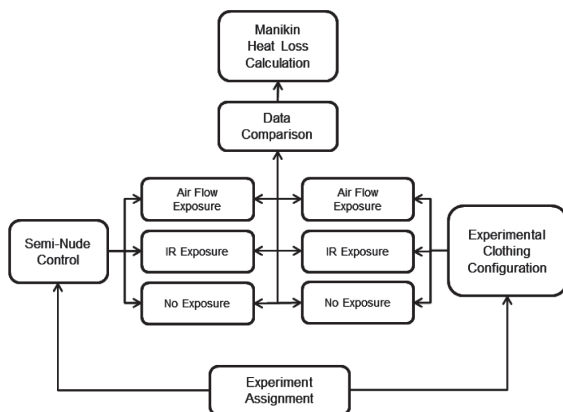 Manikin
Heat Loss
Calculation
Data
Comparison
Air Flow
Exposure
Air Flow
Exposure
Semi-Nude
Control
IR Exposure
IR Exposure
Experimental
Clothing
Configuration
No Exposure
No Exposure
Experiment
Assignment